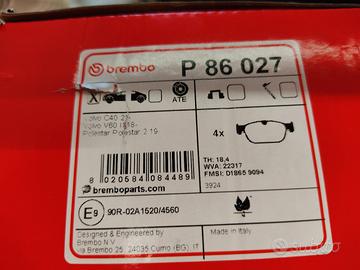 brembo
P 86 027
X
ATE
Volvo C40 21-
Volvo V60 II 18-
Polestar Polestar 2 19-
4x
TH: 18,4
WVA: 22317
FMSI: D1865 9094
3924
8 020584 084489
bremboparts.com
E9 90R-02A1520/4560
Designed & Engineered by
Brembo N.V.
Via Brembo 25, 24035 Curno (BG), IT
Made in Italy
subito